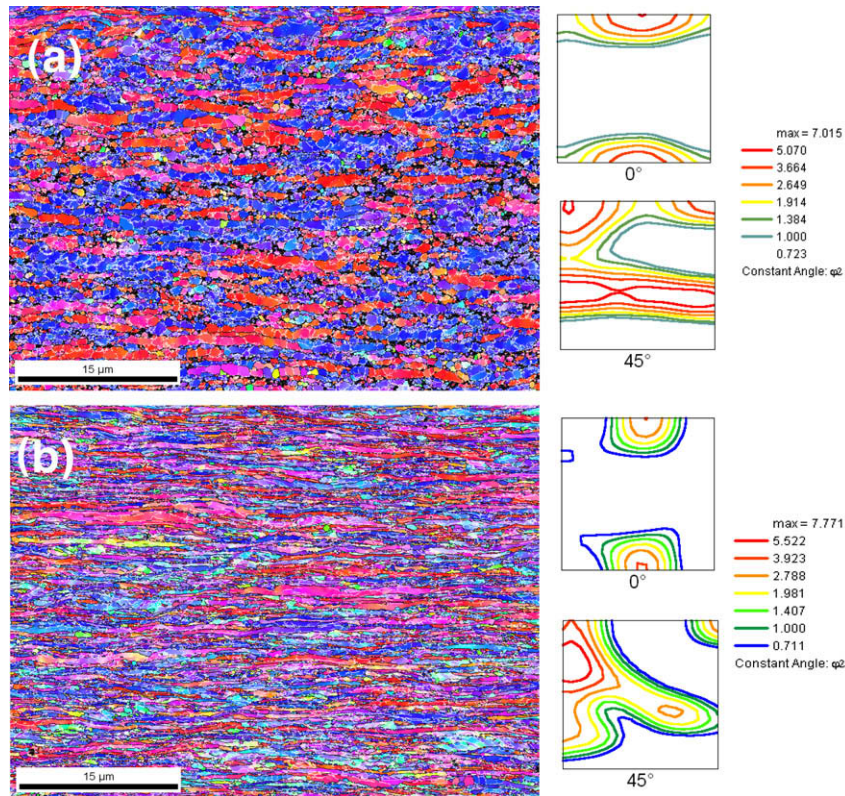 (a)
15 µm
0°
45°
max = 7.015
5.070
3.664
2.649
1.914
1.384
1.000
0.723
Constant Angle: φ2
(b)
15 µm
0°
45°
max = 7.771
5.522
3.923
2.788
1.981
1.407
1.000
0.711
Constant Angle: φ2